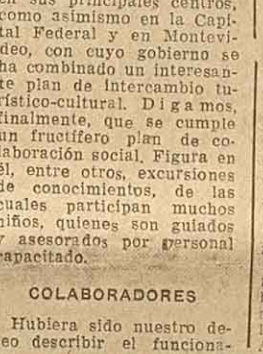 en sus principales centros,
como asimismo en la Capi-
tal Federal y en Montevi-
deo, con cuyo gobierno se
ha combinado un interesan-
te plan de intercambio tu-
rístico-cultural. Digamos,
finalmente, que se cumple
un fructífero plan de co-
laboración social. Figura en
él, entre otros, excursiones
de conocimientos, de las
cuales participan muchos
niños, quienes son guiados
y asesorados por personal
capacitado.
COLABORADORES
Hubiera sido nuestro de-
seo describir el funciona-